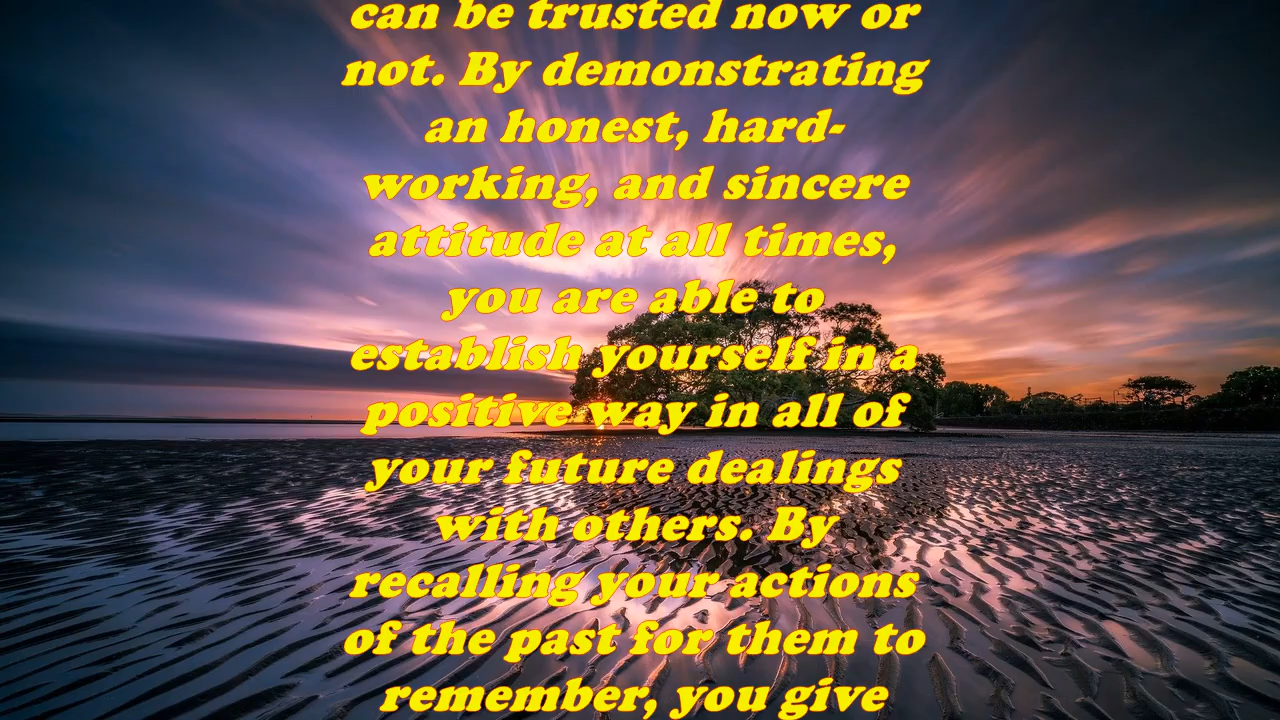 can be trusted now or
not. By demonstrating
an honest, hard-
working, and sincere
attitude at all times,
you are able to
establish yourself in a
positive way in all of
your future dealings
with others. By
recalling your actions
of the past for them to
remember, you give